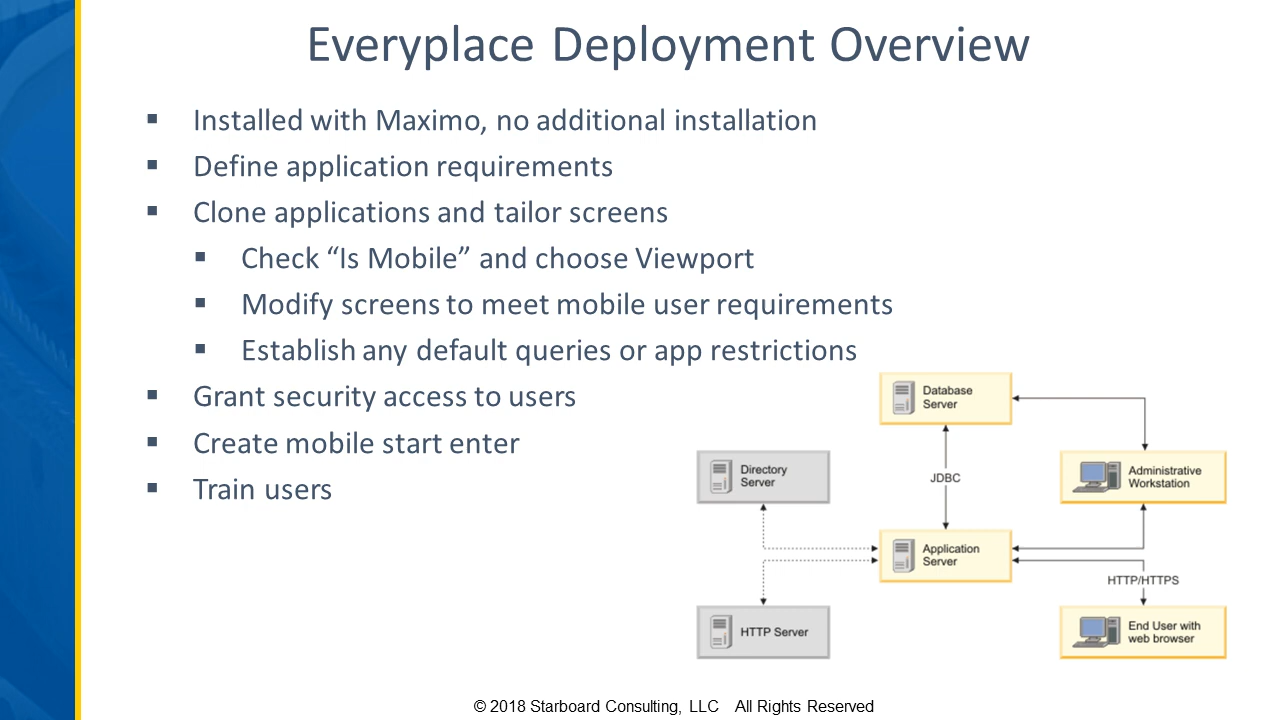 Everyplace Deployment Overview
▪ Installed with Maximo, no additional installation
▪ Define application requirements
▪ Clone applications and tailor screens
▪ Check “Is Mobile” and choose Viewport
▪ Modify screens to meet mobile user requirements
▪ Establish any default queries or app restrictions
▪ Grant security access to users
▪ Create mobile start enter
▪ Train users
Database
Server
Directory
Server
JDBC
Administrative
Workstation
Application
Server
HTTP/HTTPS
HTTP Server
End User with
web browser
© 2018 Starboard Consulting, LLC All Rights Reserved